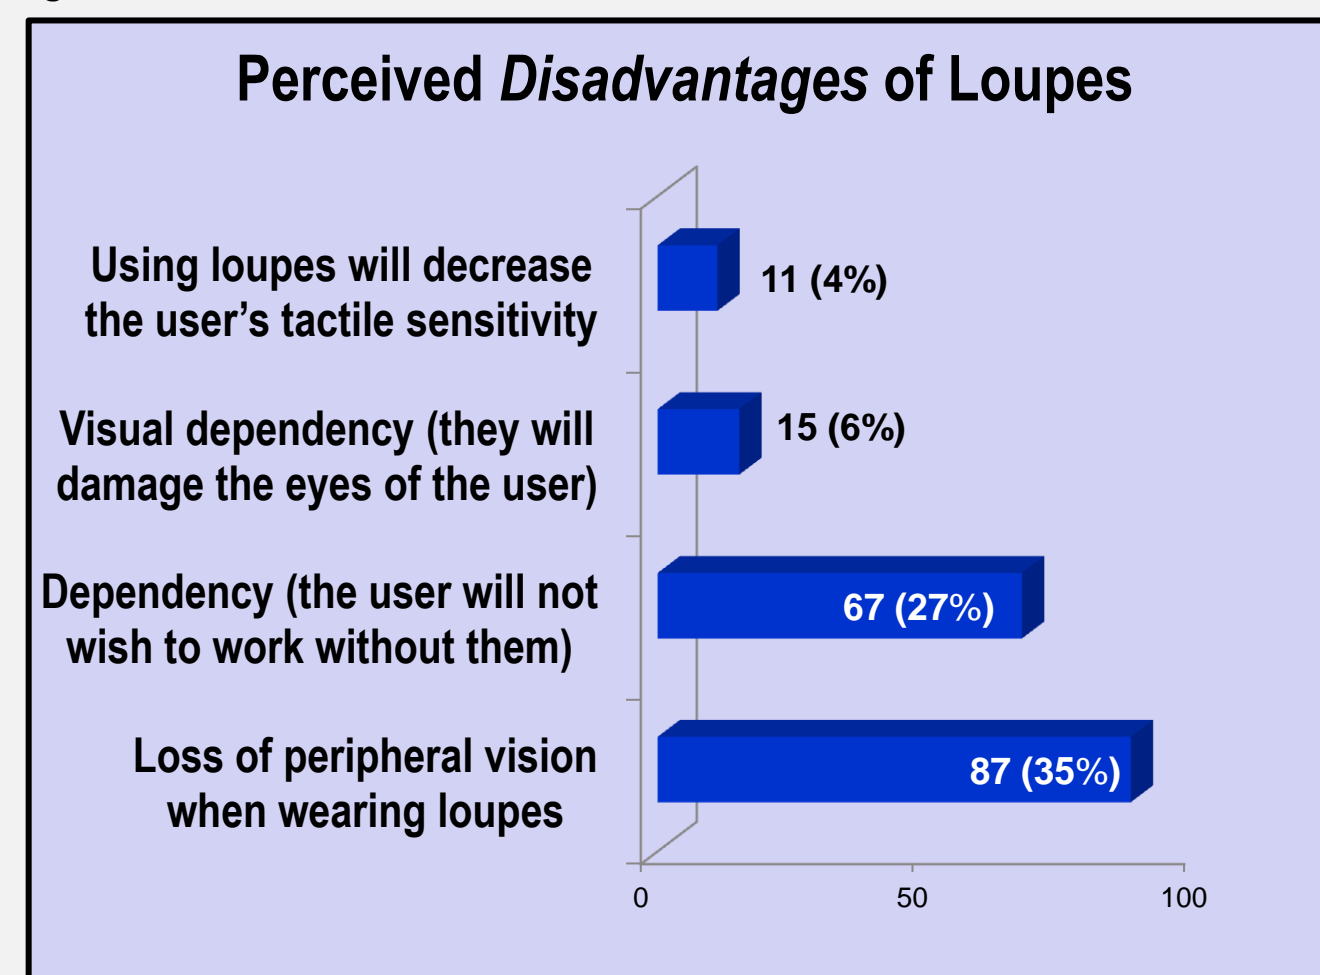 Perceived Disadvantages of Loupes
Using loupes will decrease
the user’s tactile sensitivity
11 (4%)
Visual dependency (they will
damage the eyes of the user)
15 (6%)
Dependency (the user will not
wish to work without them)
67 (27%)
Loss of peripheral vision
when wearing loupes
87 (35%)
0 50 100